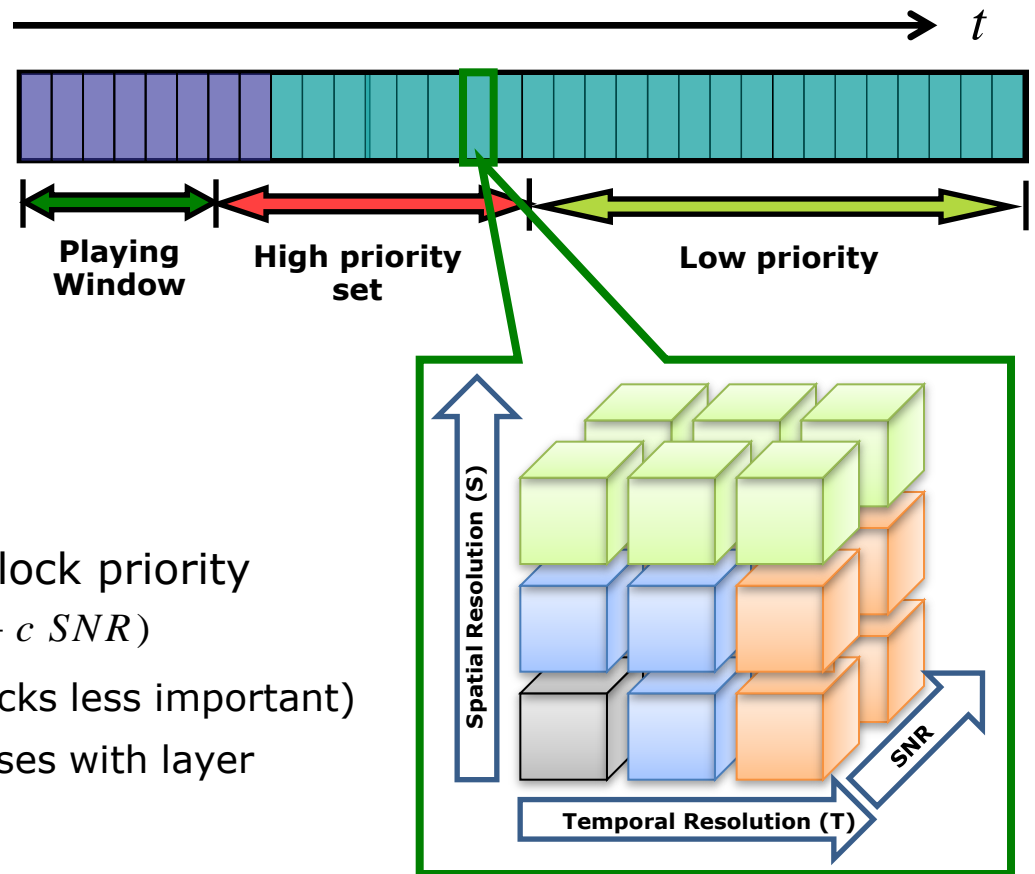 t
Playing
Window
High priority
set
Low priority
Spatial Resolution (S)
lock priority
c SNR)
cks less important)
ses with layer
SNR
Temporal Resolution (T)